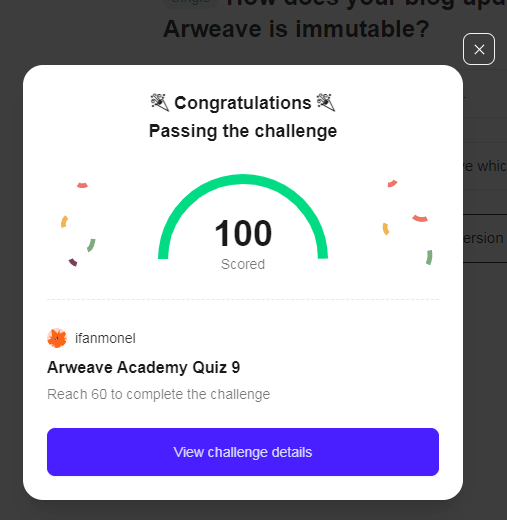 How does your blog upd
Arweave is immutable?
Congratulations
Passing the challenge
100
Scored
ve whic
ersion
ifanmonel
Arweave Academy Quiz 9
Reach 60 to complete the challenge
View challenge details